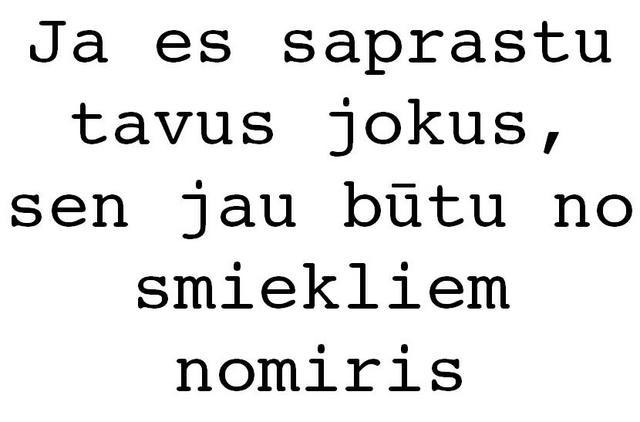 Ja es saprastu
tavus jokus,
sen jau būtu no
smiekliem
nomiris